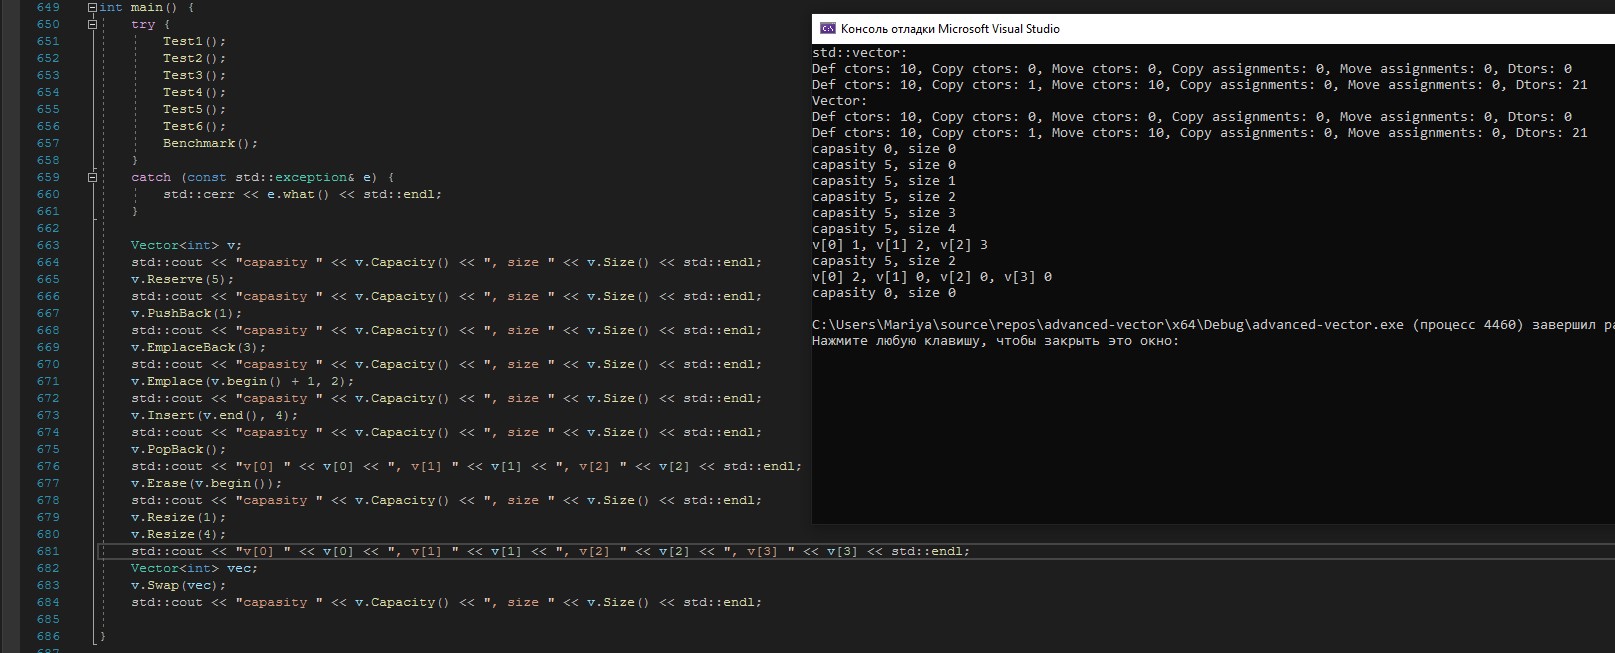 649 int main() {
650 try {
651 Test1();
652 Test2();
653 Test3();
654 Test4();
655 Test5();
656 Test6();
657 Benchmark();
658 }
659 catch (const std::exception& e) {
660 std::cerr << e.what() << std::endl;
661 }
662
663 Vector<int> v;
664 std::cout << "capasity " << v.Capacity() << ", size " << v.Size() << std::endl;
665 v.Reserve(5);
666 std::cout << "capasity " << v.Capacity() << ", size " << v.Size() << std::endl;
667 v.PushBack(1);
668 std::cout << "capasity " << v.Capacity() << ", size " << v.Size() << std::endl;
669 v.EmplaceBack(3);
670 std::cout << "capasity " << v.Capacity() << ", size " << v.Size() << std::endl;
671 v.Emplace(v.begin() + 1, 2);
672 std::cout << "capasity " << v.Capacity() << ", size " << v.Size() << std::endl;
673 v.Insert(v.end(), 4);
674 std::cout << "capasity " << v.Capacity() << ", size " << v.Size() << std::endl;
675 v.PopBack();
676 std::cout << "v[0] " << v[0] << ", v[1] " << v[1] << ", v[2] " << v[2] << std::endl;
677 v.Erase(v.begin());
678 std::cout << "capasity " << v.Capacity() << ", size " << v.Size() << std::endl;
679 v.Resize(1);
680 v.Resize(4);
681 std::cout << "v[0] " << v[0] << ", v[1] " << v[1] << ", v[2] " << v[2] << ", v[3] " << v[3] << std::endl;
682 Vector<int> vec;
683 v.Swap(vec);
684 std::cout << "capasity " << v.Capacity() << ", size " << v.Size() << std::endl;
685
686 }
Консоль отладки Microsoft Visual Studio
std::vector:
Def ctors: 10, Copy ctors: 0, Move ctors: 0, Copy assignments: 0, Move assignments: 0, Dtors: 0
Def ctors: 10, Copy ctors: 1, Move ctors: 10, Copy assignments: 0, Move assignments: 0, Dtors: 21
Vector:
Def ctors: 10, Copy ctors: 0, Move ctors: 0, Copy assignments: 0, Move assignments: 0, Dtors: 0
Def ctors: 10, Copy ctors: 1, Move ctors: 10, Copy assignments: 0, Move assignments: 0, Dtors: 21
capasity 0, size 0
capasity 5, size 0
capasity 5, size 1
capasity 5, size 2
capasity 5, size 3
capasity 5, size 4
v[0] 1, v[1] 2, v[2] 3
capasity 5, size 2
v[0] 2, v[1] 0, v[2] 0, v[3] 0
capasity 0, size 0
C:\Users\Mariya\source\repos\advanced-vector\x64\Debug\advanced-vector.exe (процесс 4460) завершил ра
Нажмите любую клавишу, чтобы закрыть это окно: